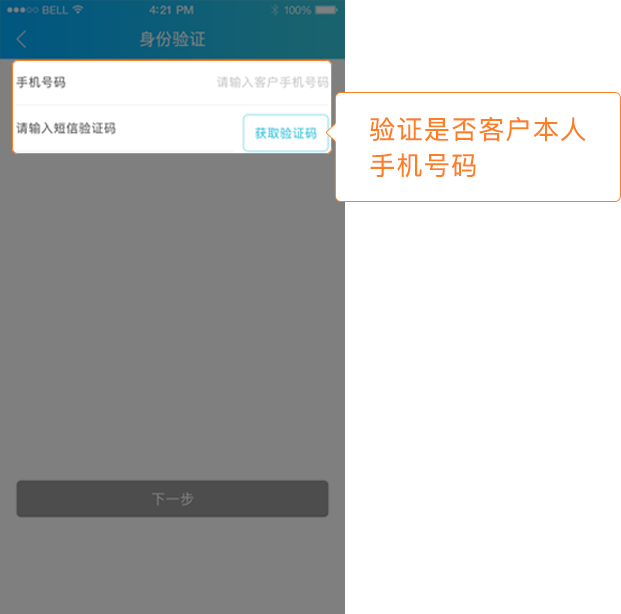 BELL 4:21 PM 100%
身份验证
手机号码 请输入客户手机号码
请输入短信验证码 获取验证码
验证是否客户本人
手机号码
下一步